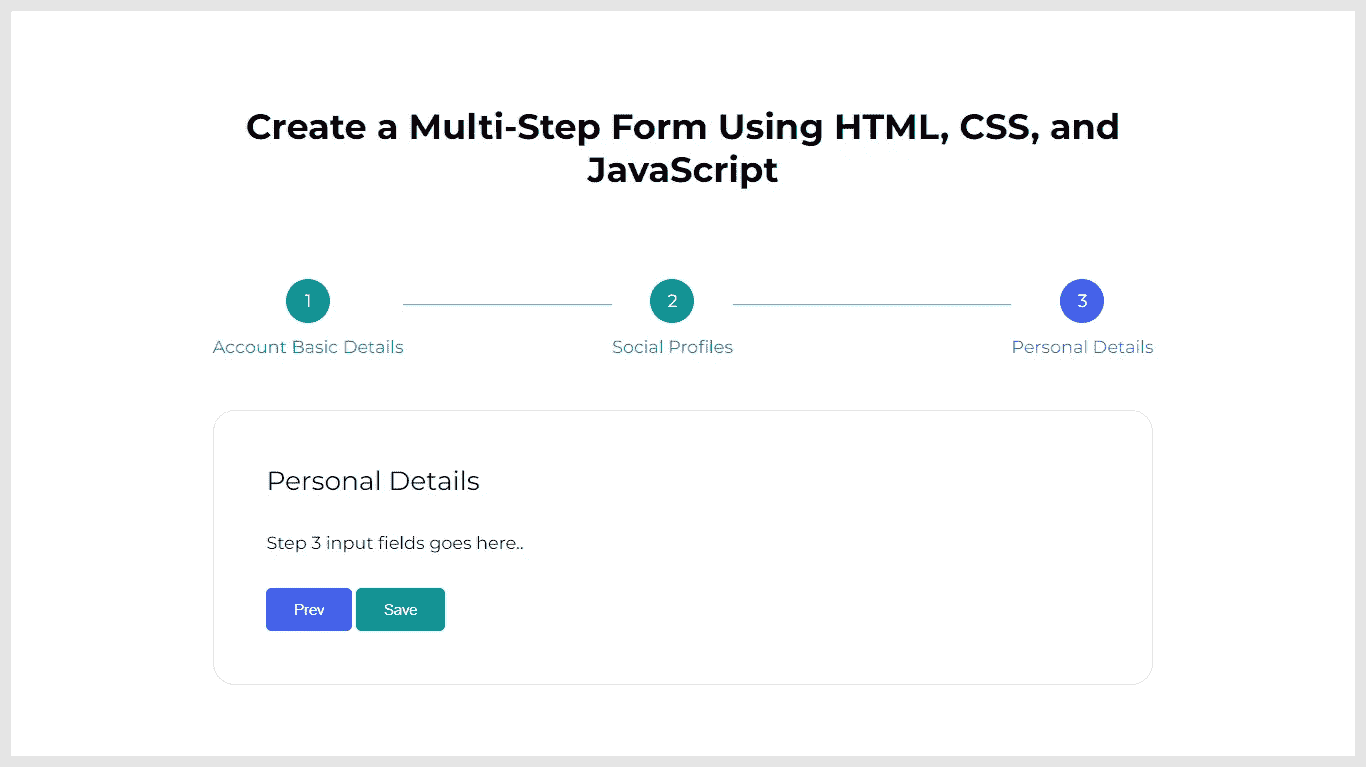 Create a Multi-Step Form Using HTML, CSS, and
JavaScript
1
2
3
Account Basic Details
Social Profiles
Personal Details
Personal Details
Step 3 input fields goes here..
Prev
Save